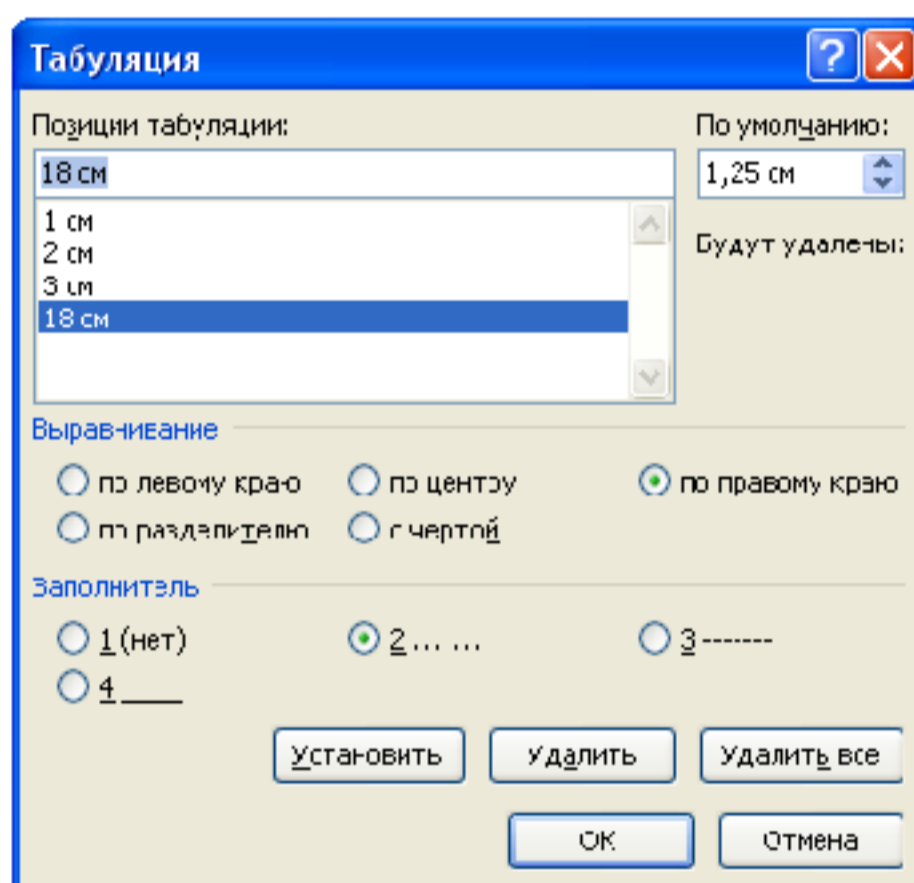 Табуляция
Позиции табуляции:
По умолчанию:
18 см
1,25 см
1 см
2 см
3 см
18 см
Будут удалены:
Выравнивание
по левому краю
по центру
по правому краю
по разделителю
с чертой
Заполнитель
1 (нет)
2 ... ...
3 -------
4 ____
Установить
Удалить
Удалить все
ОК
Отмена